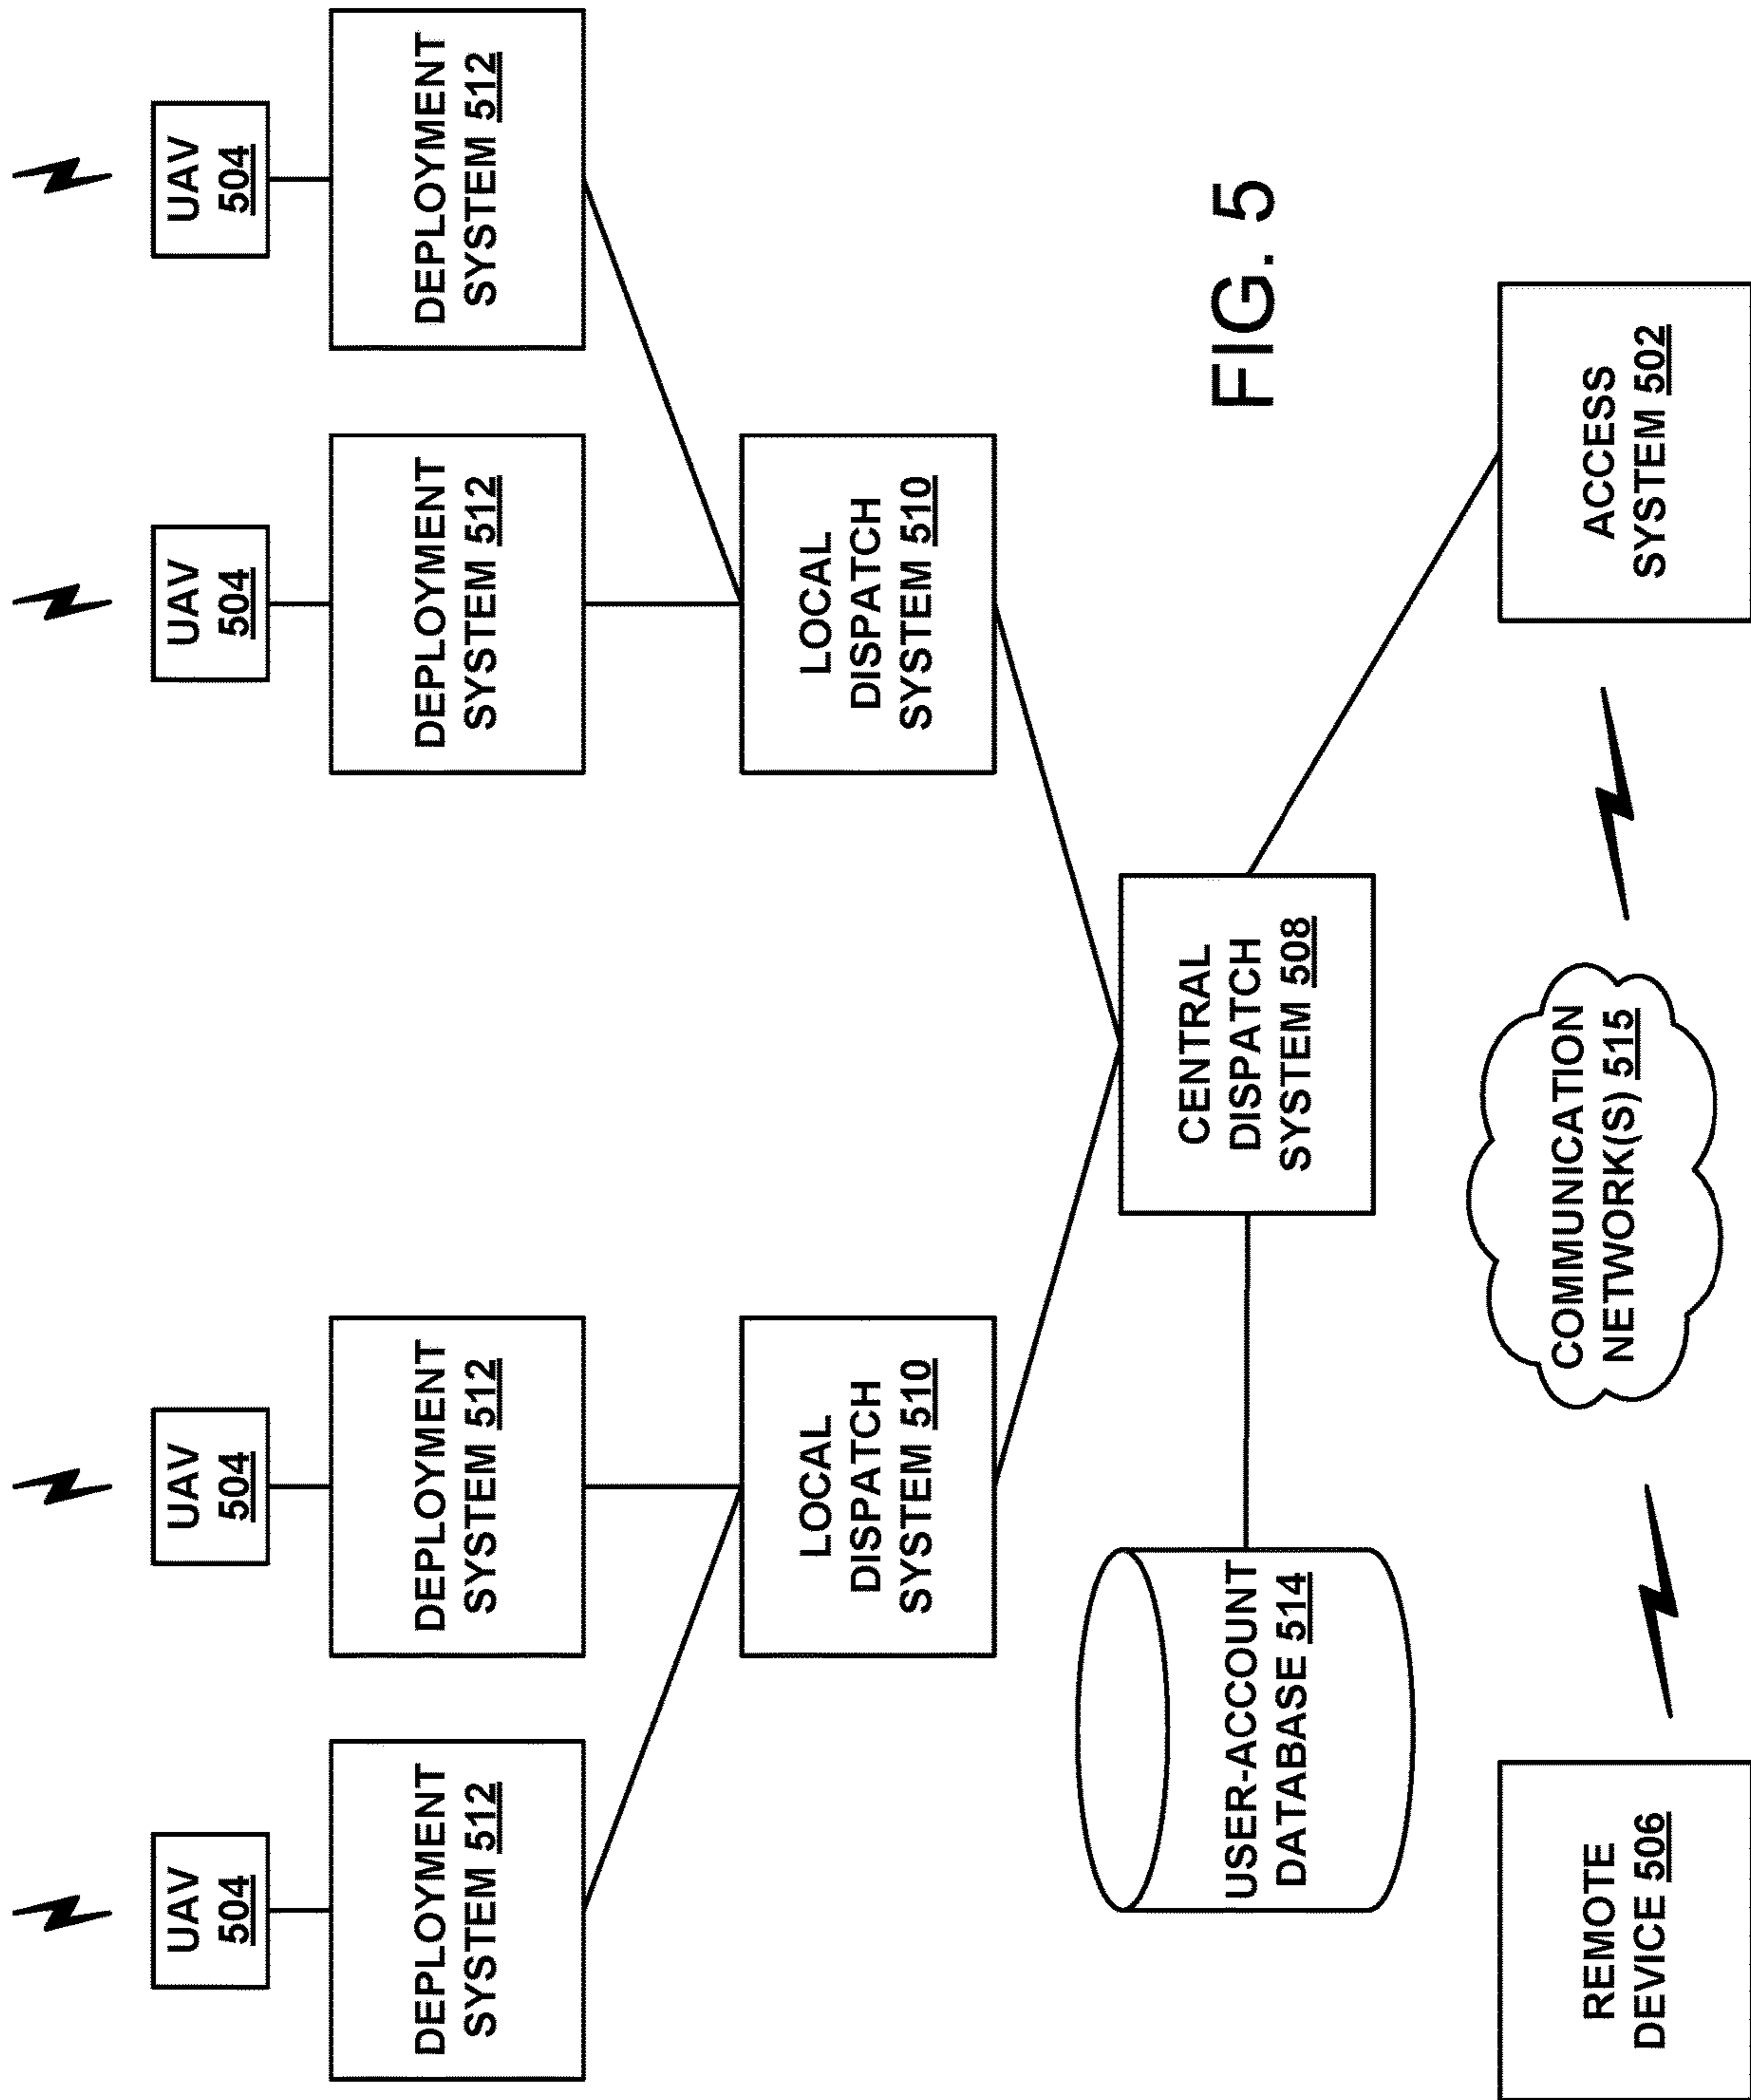 UAV
504
UAV
504
UAV
504
UAV
504
DEPLOYMENT
SYSTEM 512
DEPLOYMENT
SYSTEM 512
DEPLOYMENT
SYSTEM 512
DEPLOYMENT
SYSTEM 512
LOCAL
DISPATCH
SYSTEM 510
LOCAL
DISPATCH
SYSTEM 510
USER-ACCOUNT
DATABASE 514
CENTRAL
DISPATCH
SYSTEM 508
FIG. 5
REMOTE
DEVICE 506
COMMUNICATION
NETWORK(S) 515
ACCESS
SYSTEM 502